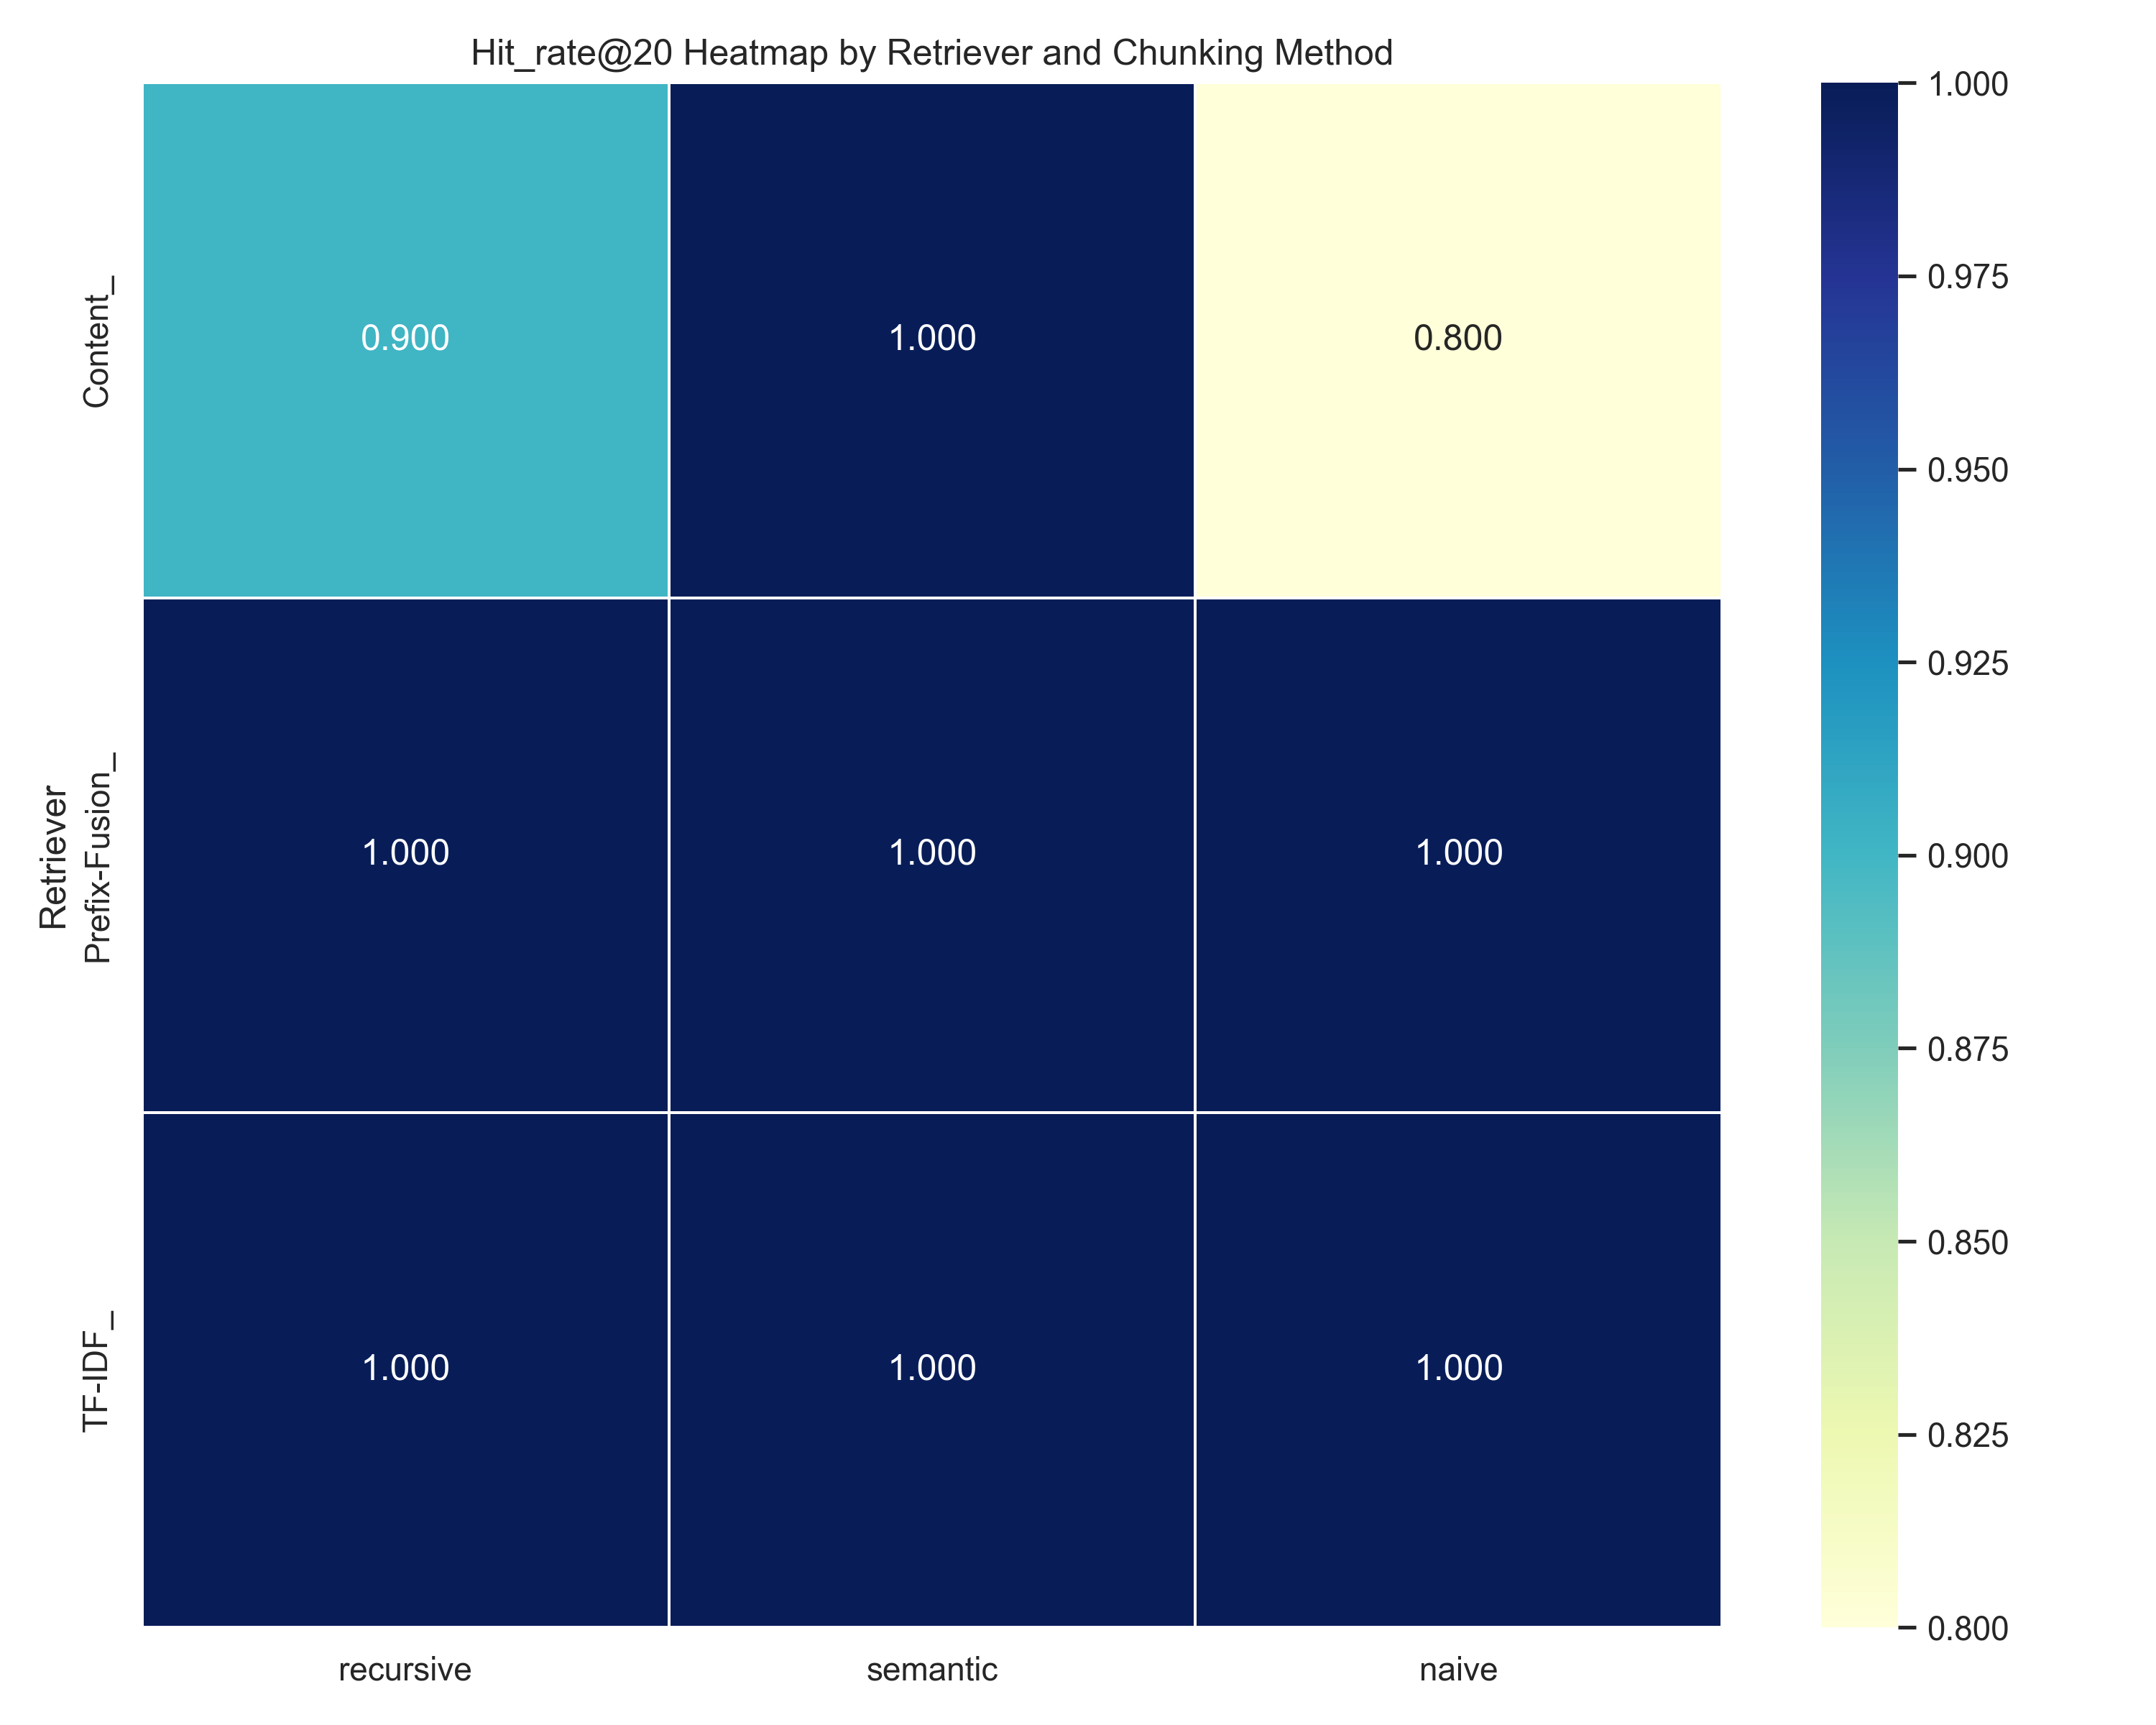 Hit_rate@20 Heatmap by Retriever and Chunking Method
Retriever
Content_
0.900
1.000
0.800
Prefix-Fusion_
1.000
1.000
1.000
TF-IDF_
1.000
1.000
1.000
recursive
semantic
naive
1.000
0.975
0.950
0.925
0.900
0.875
0.850
0.825
0.800